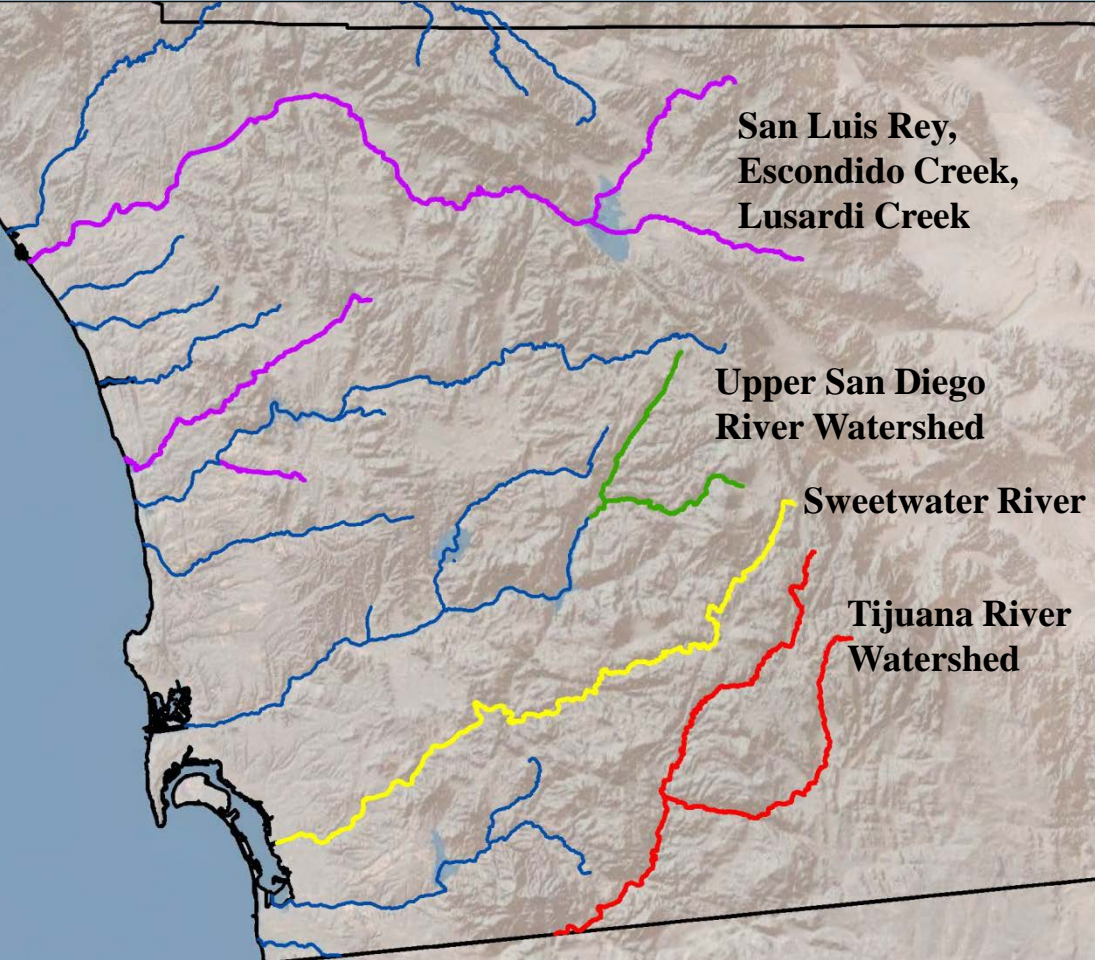 San Luis Rey,
Escondido Creek,
Lusardi Creek
Upper San Diego
River Watershed
Sweetwater River
Tijuana River
Watershed